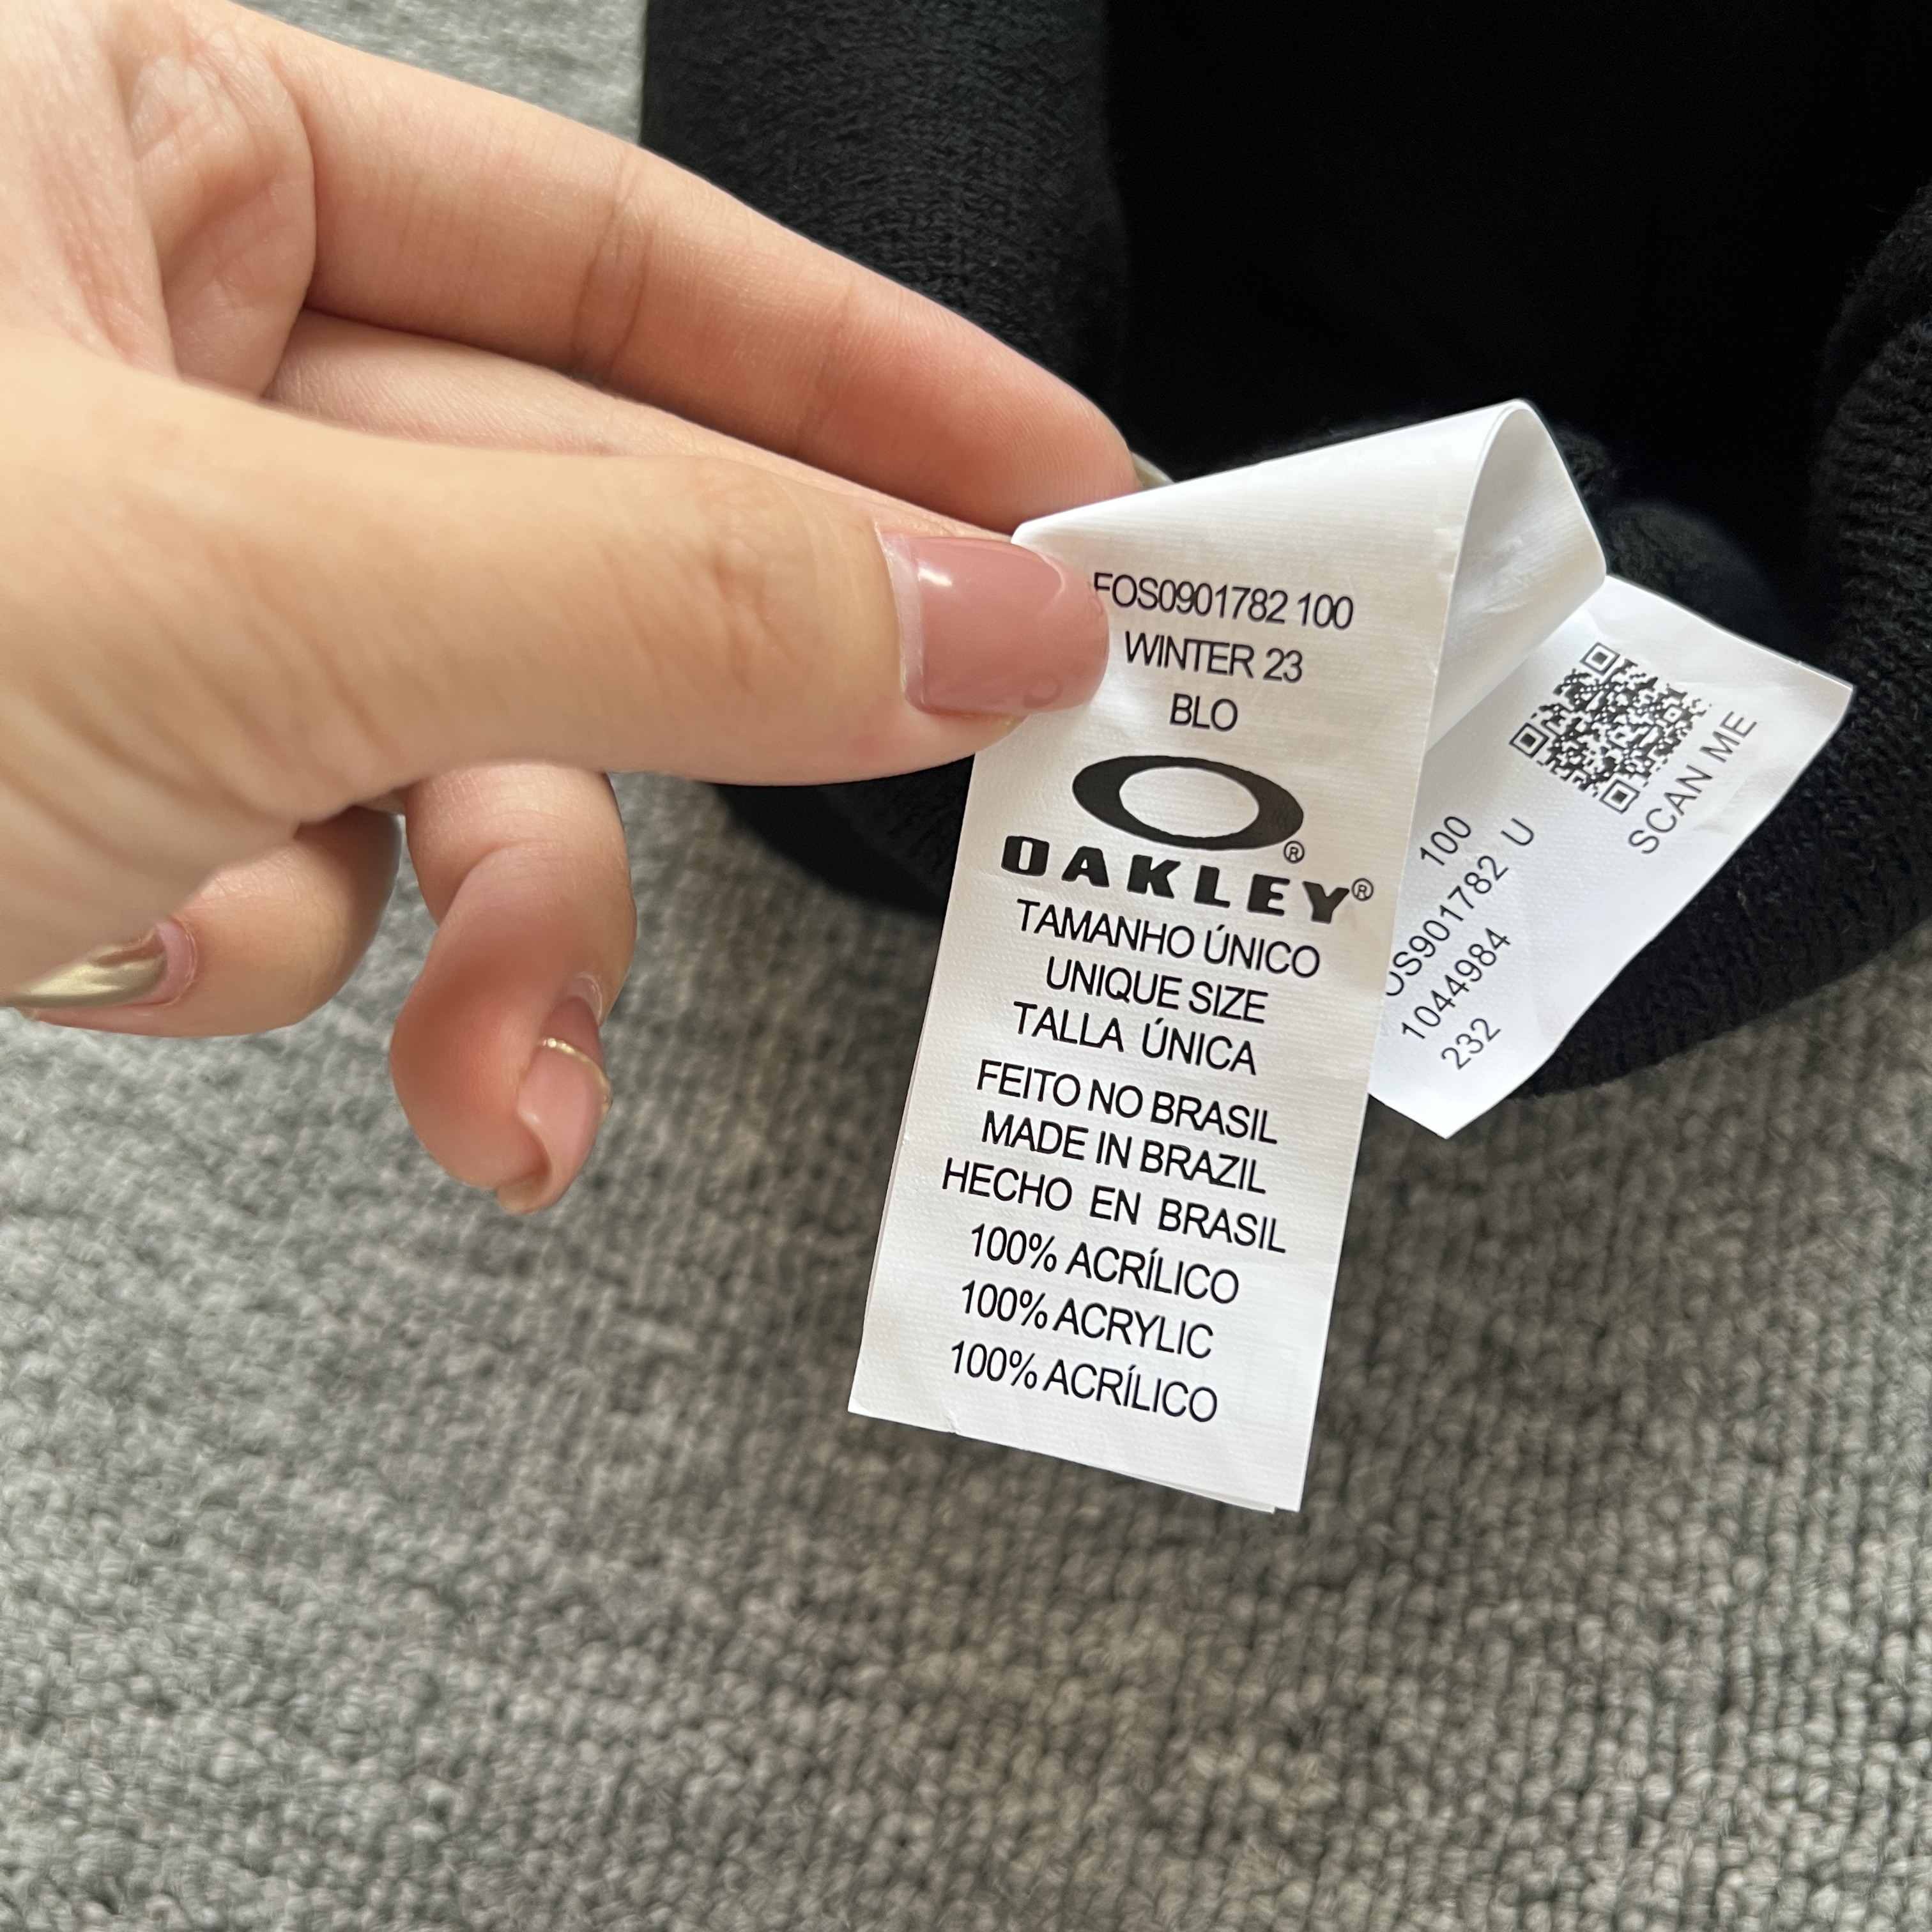 FOS0901782 100
WINTER 23
BLO
OAKLEY®
TAMANHO ÚNICO
UNIQUE SIZE
TALLA ÚNICA
FEITO NO BRASIL
MADE IN BRAZIL
HECHO EN BRASIL
100% ACRÍLICO
100% ACRYLIC
100% ACRÍLICO
SCAN ME
100
OS901782 U
1044984
232